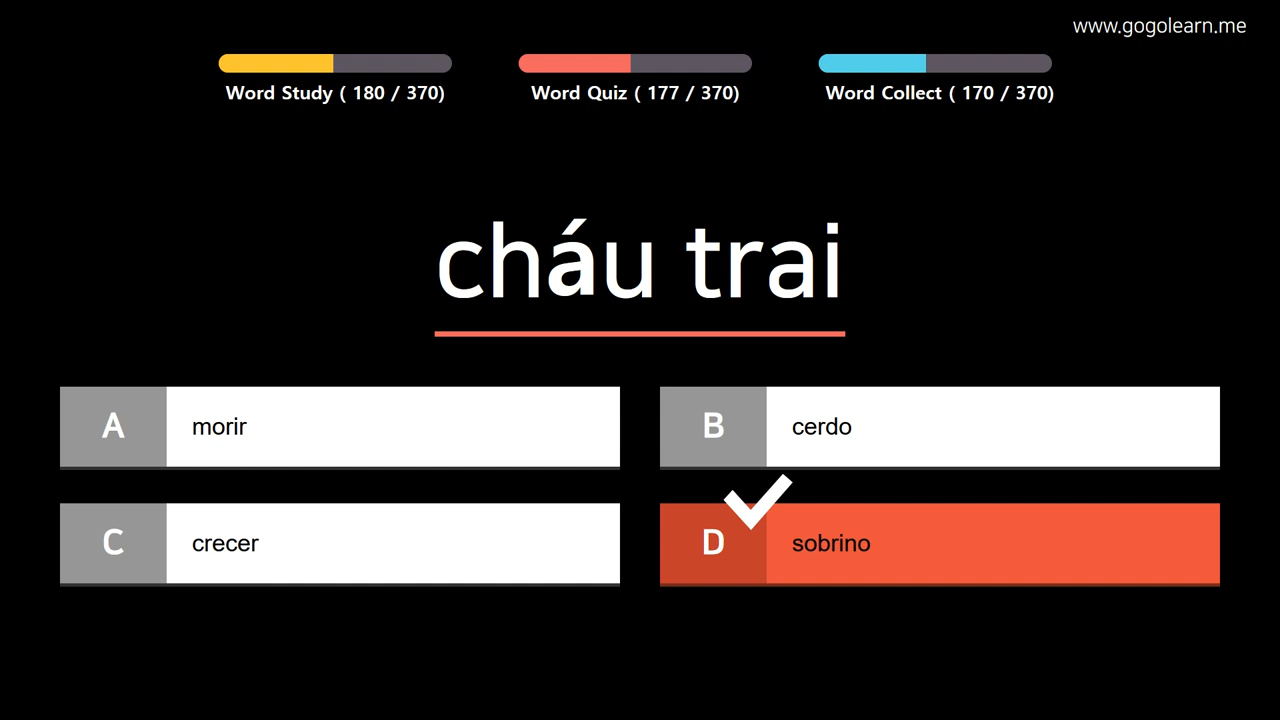 www.gogolearn.me
Word Study ( 180 / 370)
Word Quiz ( 177 / 370)
Word Collect ( 170 / 370)
cháu trai
A morir
B cerdo
C crecer
D sobrino